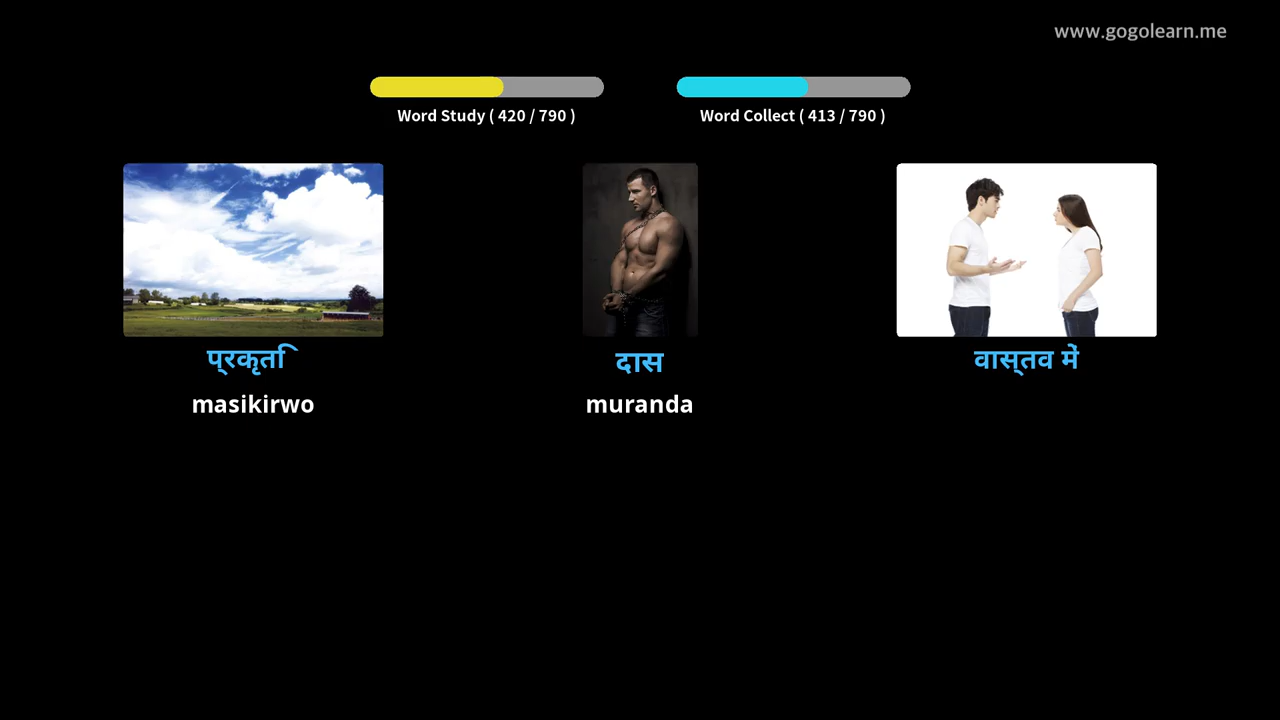 www.gogolearn.me
Word Study ( 420 / 790 )
Word Collect ( 413 / 790 )
प्रकृति
दास
वास्तव में
masikirwo
muranda